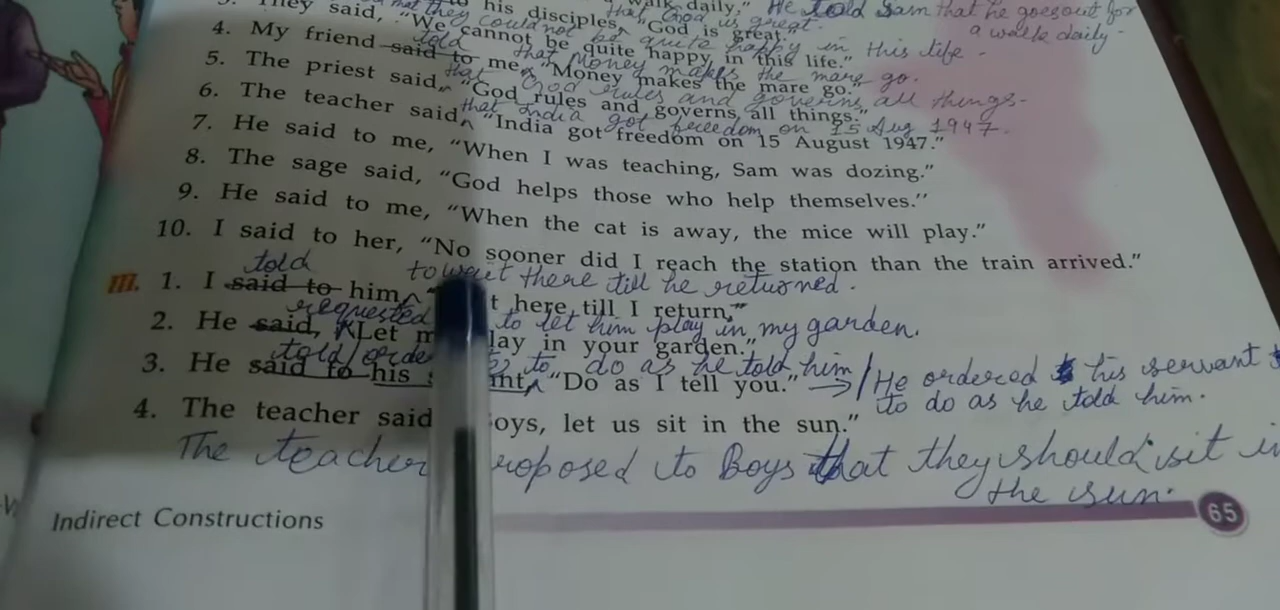 his disciples, "God is great." walk daily," He told Sam that he goes out for
that God is great. a walk daily.
They said, "We cannot be quite happy in this life."
that they could not be quite happy in this life.
4. My friend said to me, "Money makes the mare go."
told that Money makes the mare go.
5. The priest said, "God rules and governs all things."
that God rules and governs all things.
6. The teacher said, "India got freedom on 15 August 1947."
that India got freedom on 15 Aug 1947.
7. He said to me, "When I was teaching, Sam was dozing."
8. The sage said, "God helps those who help themselves."
9. He said to me, "When the cat is away, the mice will play."
10. I said to her, "No sooner did I reach the station than the train arrived."
told to wait there till he returned.
III. 1. I said to him, " t here till I return."
requested to let him play in my garden.
2. He said, "Let m lay in your garden."
told/orde to do as he told him / He ordered his servant
3. He said to his s nt, "Do as I tell you." → to do as he told him.
4. The teacher said oys, let us sit in the sun."
The teacher roposed to Boys that they should sit in
the sun.
Indirect Constructions 65